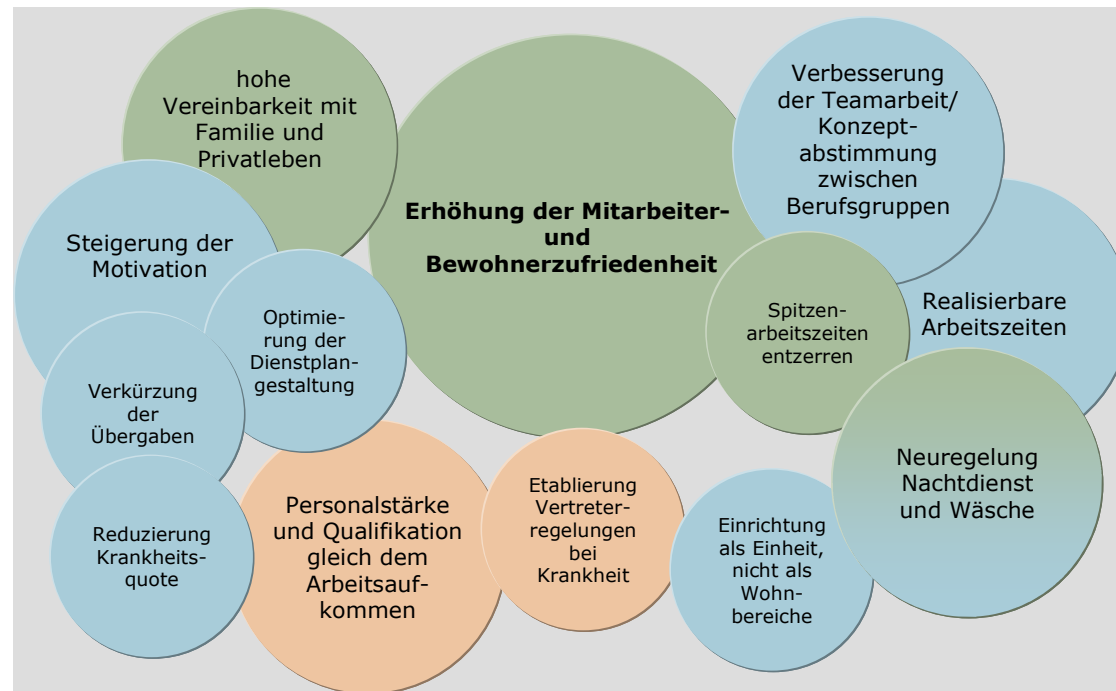 hohe
Vereinbarkeit mit
Familie und
Privatleben
Erhöhung der Mitarbeiter-
und
Bewohnerzufriedenheit
Verbesserung
der Teamarbeit/
Konzept-
abstimmung
zwischen
Berufsgruppen
Steigerung der
Motivation
Optimie-
rung der
Dienstplan-
gestaltung
Spitzen-
arbeitszeiten
entzerren
Realisierbare
Arbeitszeiten
Verkürzung
der
Übergaben
Neuregelung
Nachtdienst
und Wäsche
Reduzierung
Krankheits-
quote
Personalstärke
und Qualifikation
gleich dem
Arbeitsauf-
kommen
Etablierung
Vertreter-
regelungen
bei
Krankheit
Einrichtung
als Einheit,
nicht als
Wohn-
bereiche